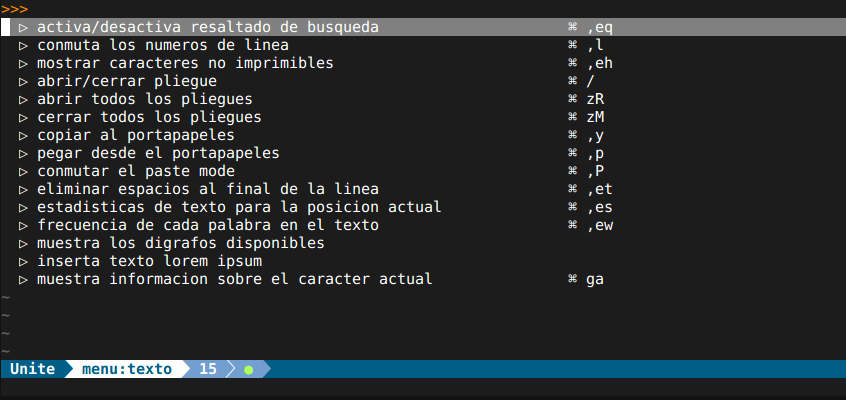 >>>
▷ activa/desactiva resaltado de busqueda ⌘ ,eq
▷ conmuta los numeros de linea ⌘ ,l
▷ mostrar caracteres no imprimibles ⌘ ,eh
▷ abrir/cerrar pliegue ⌘ /
▷ abrir todos los pliegues ⌘ zR
▷ cerrar todos los pliegues ⌘ zM
▷ copiar al portapapeles ⌘ ,y
▷ pegar desde el portapapeles ⌘ ,p
▷ conmutar el paste mode ⌘ ,P
▷ eliminar espacios al final de la linea ⌘ ,et
▷ estadisticas de texto para la posicion actual ⌘ ,es
▷ frecuencia de cada palabra en el texto ⌘ ,ew
▷ muestra los digrafos disponibles
▷ inserta texto lorem ipsum
▷ muestra informacion sobre el caracter actual ⌘ ga
~
~
~
~
Unite menu:texto 15 ●